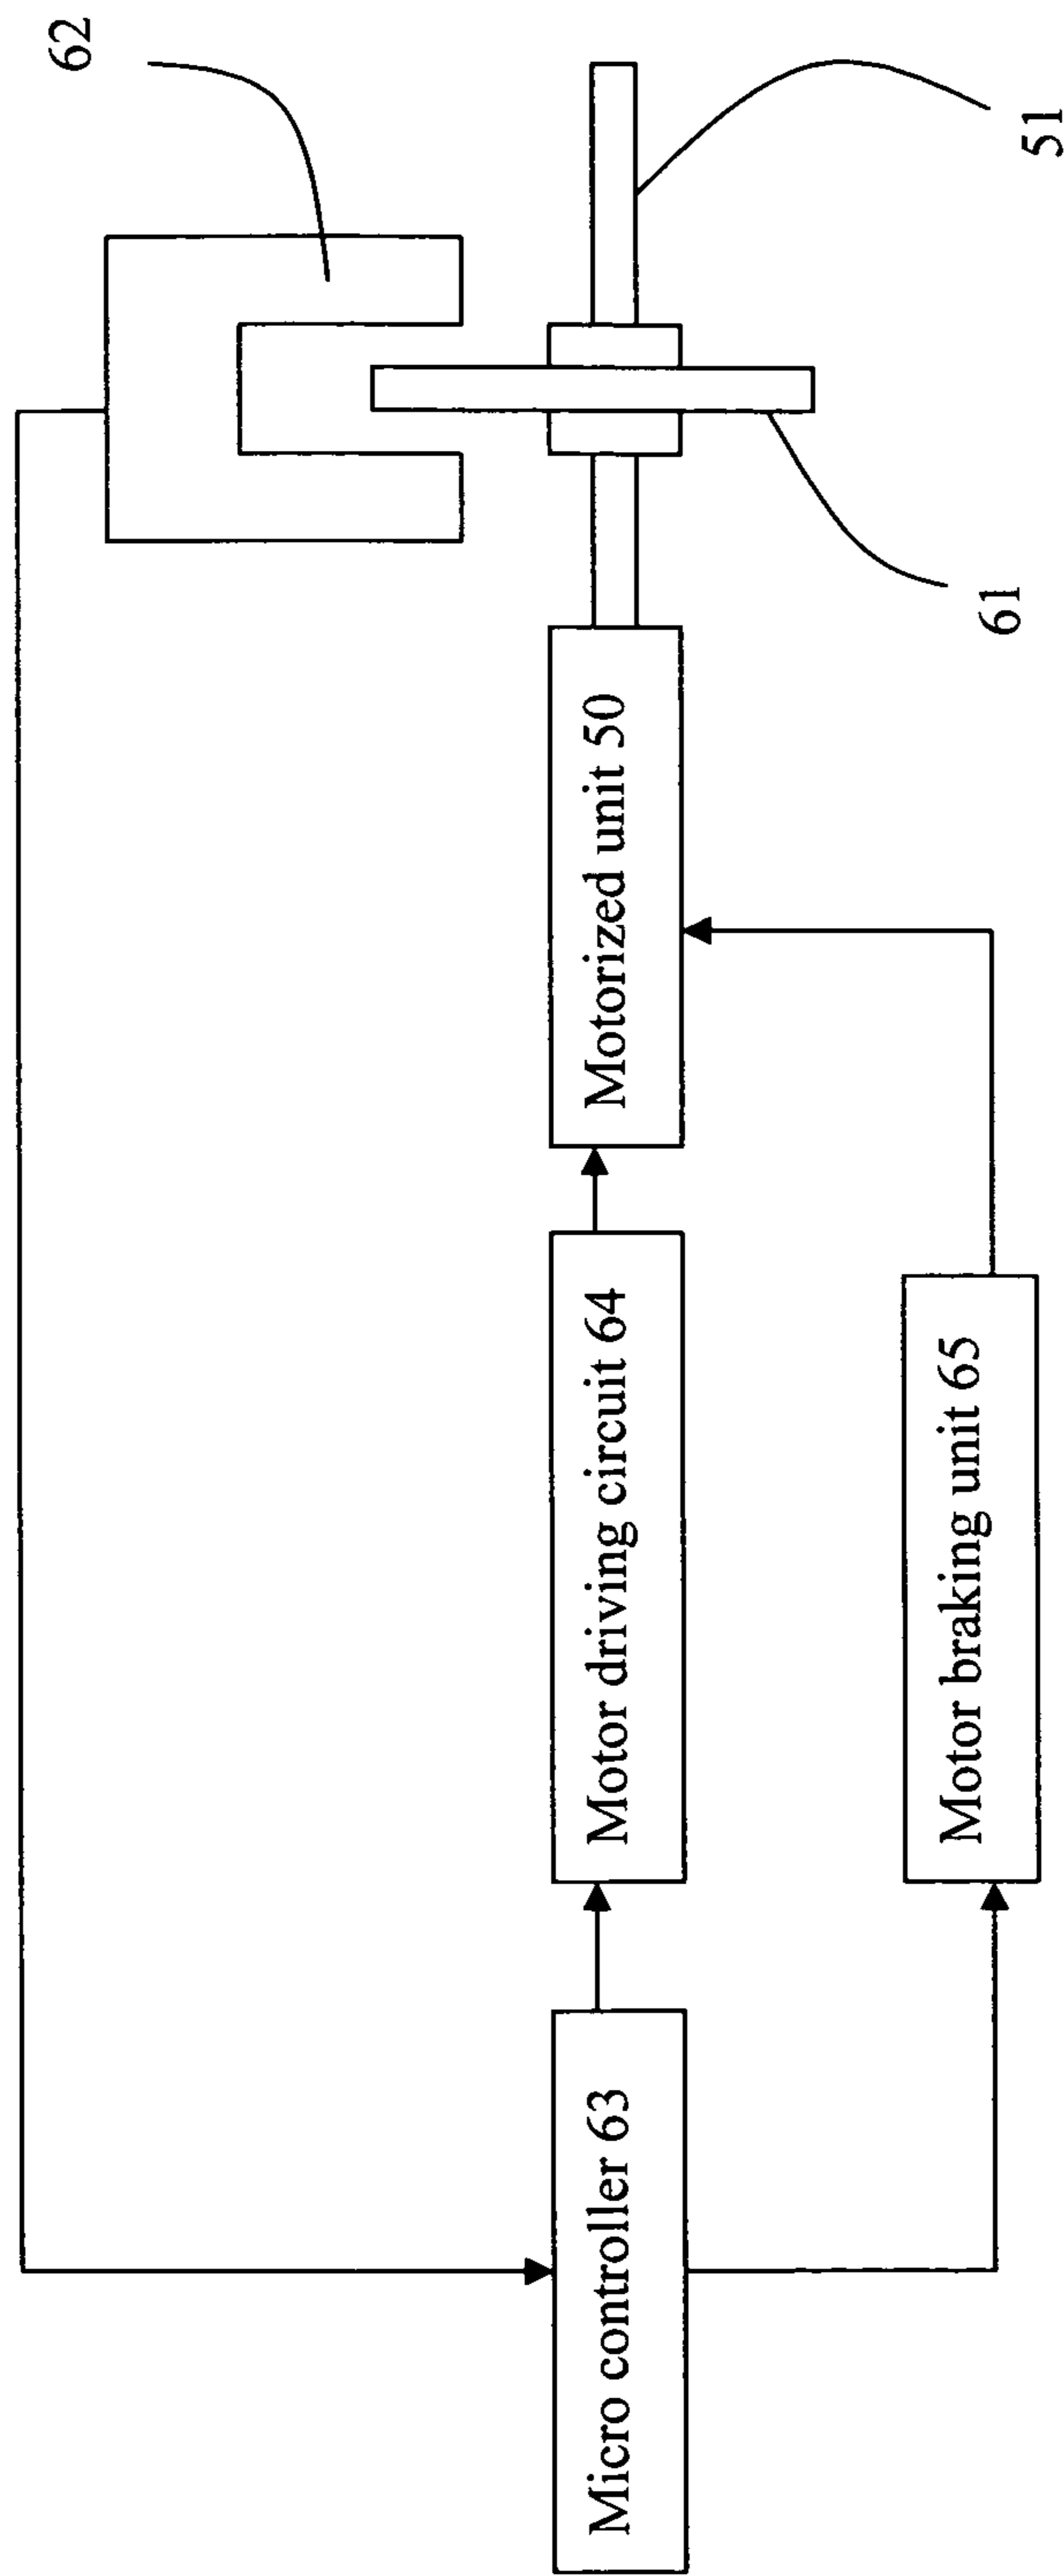 62
51
61
Micro controller 63
Motor driving circuit 64
Motorized unit 50
Motor braking unit 65